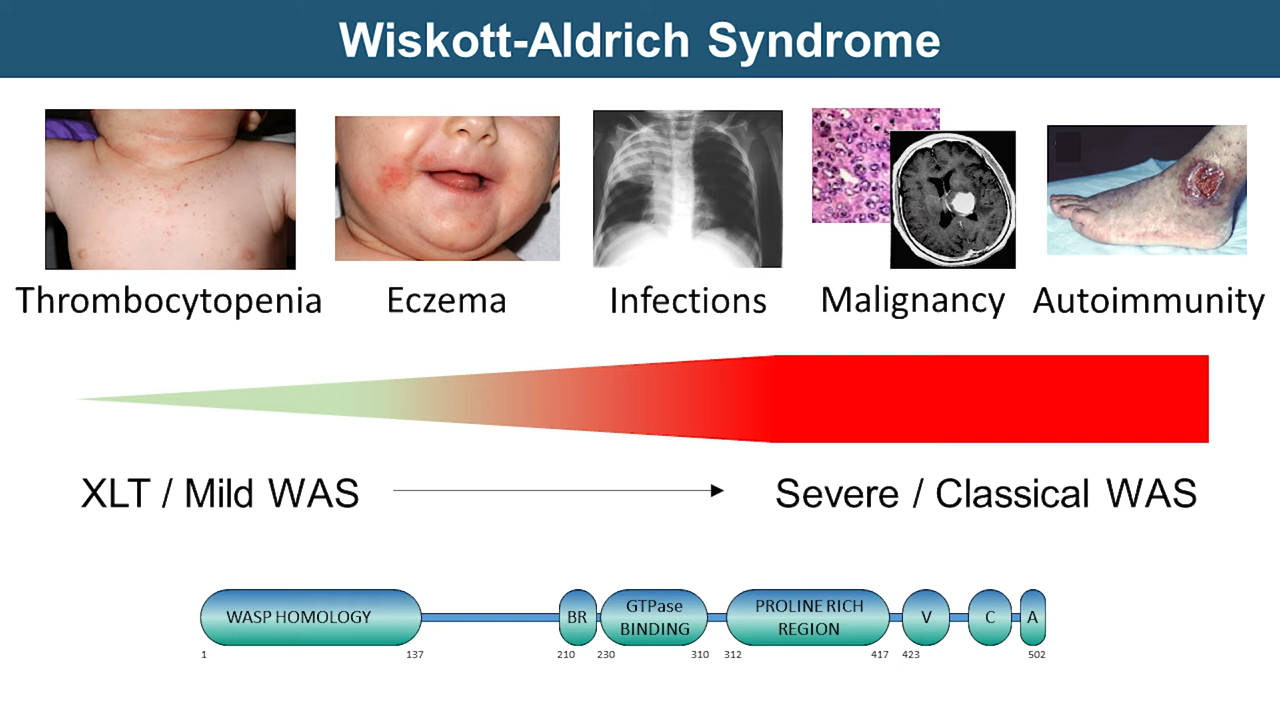 Wiskott-Aldrich Syndrome
Thrombocytopenia
Eczema
Infections
Malignancy
Autoimmunity
XLT / Mild WAS
Severe / Classical WAS
WASP HOMOLOGY
BR
GTPase
BINDING
PROLINE RICH
REGION
V
C
A
1
137
210
230
310
312
417
423
502